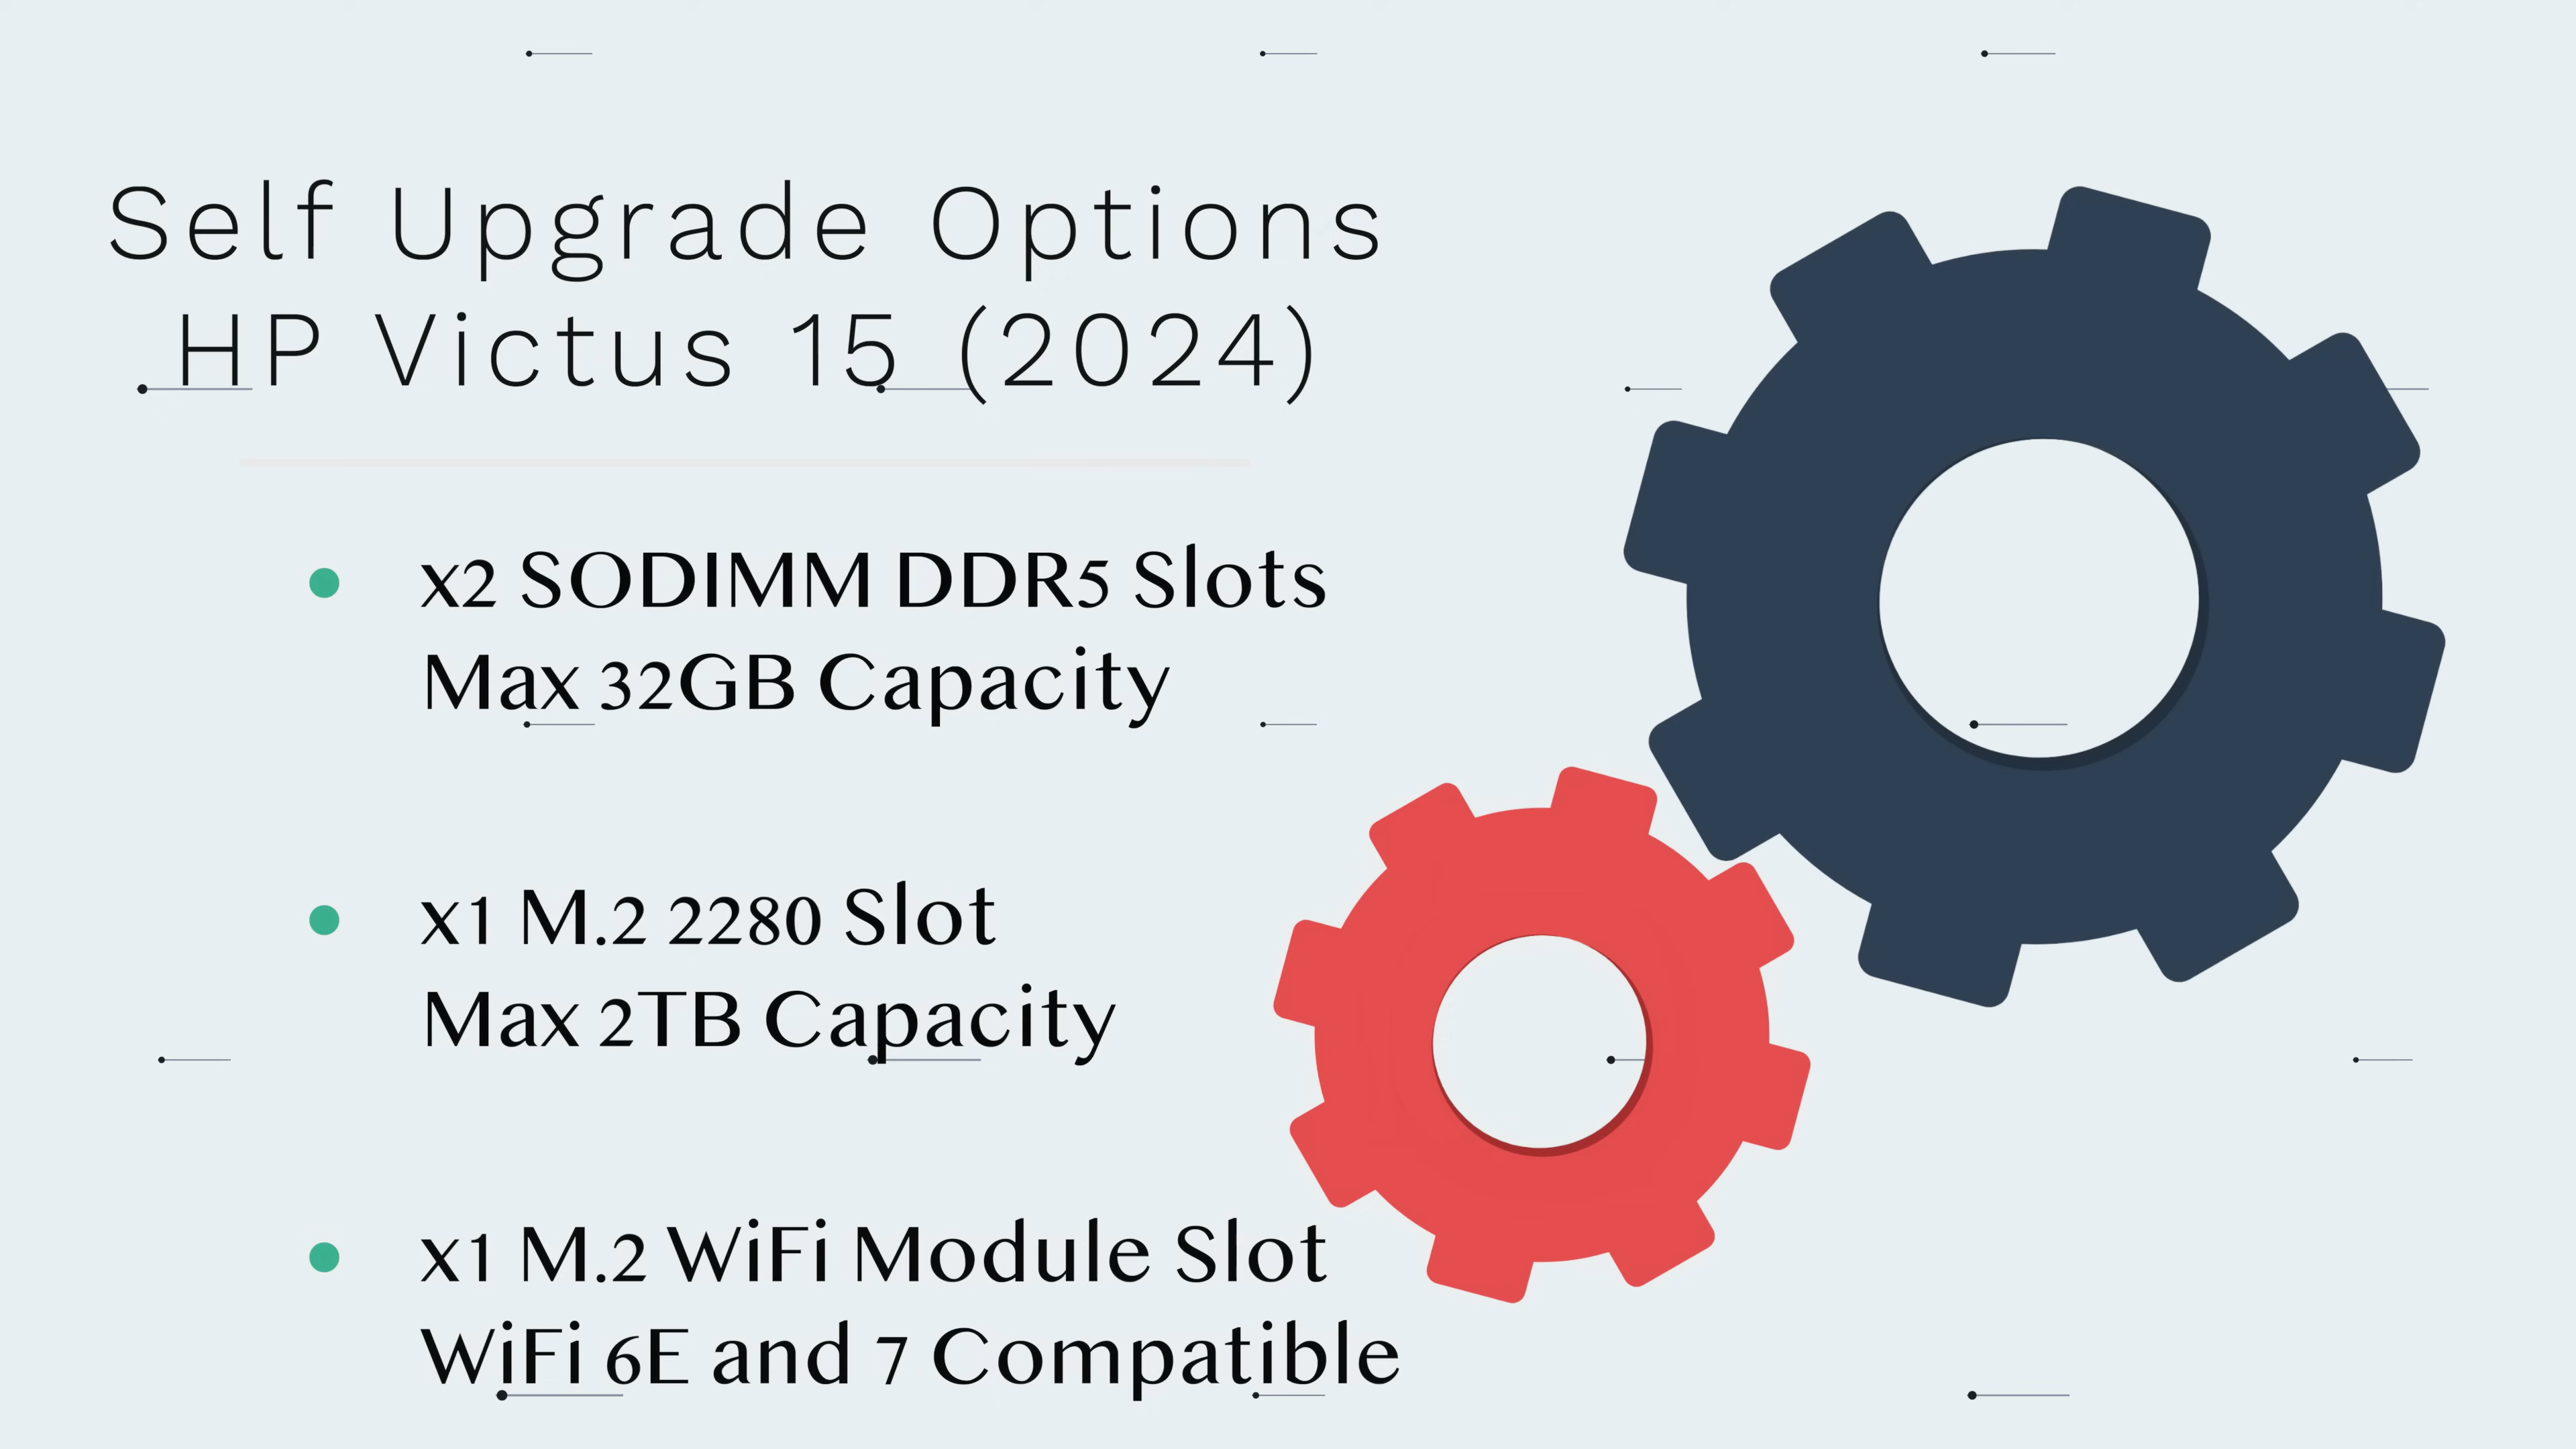 Self Upgrade Options
HP Victus 15 (2024)
x2 SODIMM DDR5 Slots
Max 32GB Capacity
x1 M.2 2280 Slot
Max 2TB Capacity
x1 M.2 WiFi Module Slot
WiFi 6E and 7 Compatible